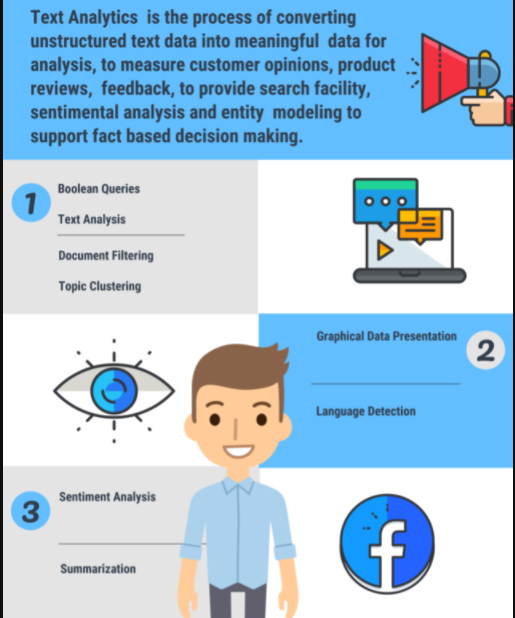 Text Analytics is the process of converting
unstructured text data into meaningful data for
analysis, to measure customer opinions, product
reviews, feedback, to provide search facility,
sentimental analysis and entity modeling to
support fact based decision making.
1
Boolean Queries
Text Analysis
Document Filtering
Topic Clustering
Graphical Data Presentation
2
Language Detection
3
Sentiment Analysis
Summarization
f